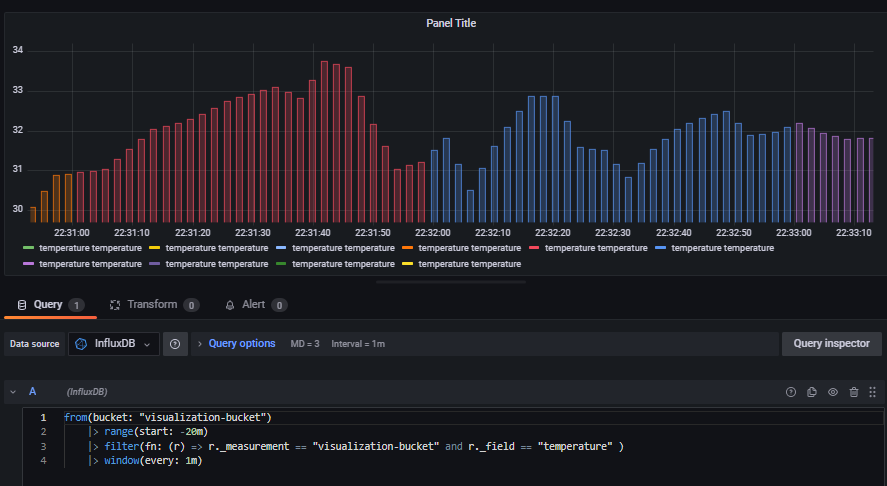 Panel Title
34
33
32
31
30
22:31:00 22:31:10 22:31:20 22:31:30 22:31:40 22:31:50 22:32:00 22:32:10 22:32:20 22:32:30 22:32:40 22:32:50 22:33:00 22:33:10
temperature temperature temperature temperature temperature temperature temperature temperature temperature temperature temperature temperature
temperature temperature temperature temperature temperature temperature temperature temperature
Query 1 Transform 0 Alert 0
Data source InfluxDB Query options MD = 3 Interval = 1m Query inspector
A (InfluxDB)
1 from(bucket: "visualization-bucket")
2 |> range(start: -20m)
3 |> filter(fn: (r) => r._measurement == "visualization-bucket" and r._field == "temperature" )
4 |> window(every: 1m)